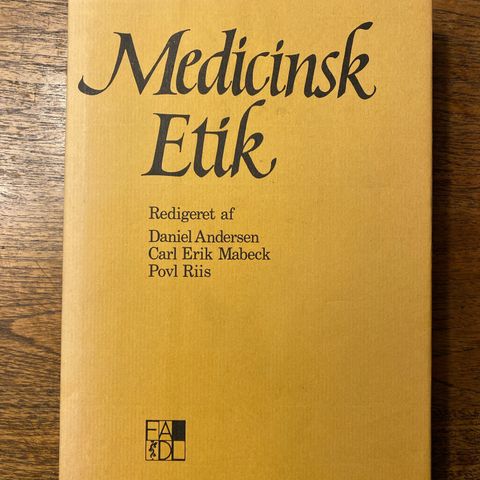 Medicinsk
Etik
Redigeret af
Daniel Andersen
Carl Erik Mabeck
Povl Riis
FA
DL